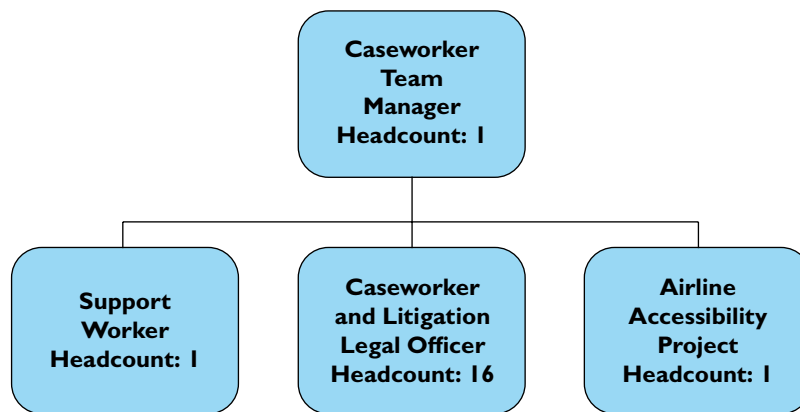 Caseworker
Team
Manager
Headcount: 1
Support
Worker
Headcount: 1
Caseworker
and Litigation
Legal Officer
Headcount: 16
Airline
Accessibility
Project
Headcount: 1